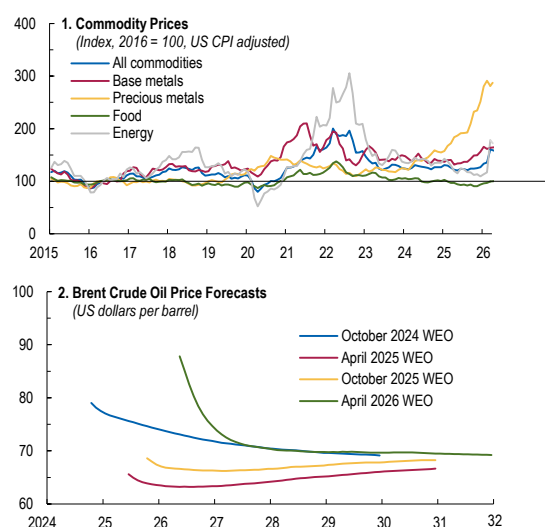 1. Commodity Prices
(Index, 2016 = 100, US CPI adjusted)
All commodities
Base metals
Precious metals
Food
Energy
400
300
200
100
0
2015 16 17 18 19 20 21 22 23 24 25 26
2. Brent Crude Oil Price Forecasts
(US dollars per barrel)
October 2024 WEO
April 2025 WEO
October 2025 WEO
April 2026 WEO
100
90
80
70
60
2024 25 26 27 28 29 30 31 32